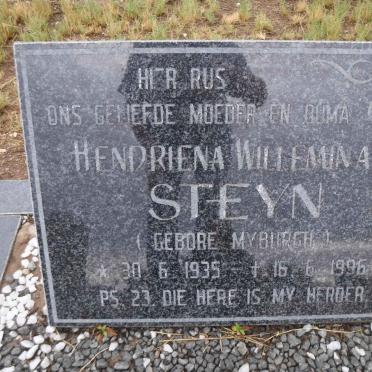 HIER RUS
ONS GELIEFDE MOEDER EN OUMA
HENDRIENA WILLEMINA
STEYN
( GEBORE MYBURGH )
* 30. 6. 1935 - † 16. 6. 1996
PS. 23. DIE HERE IS MY HERDER